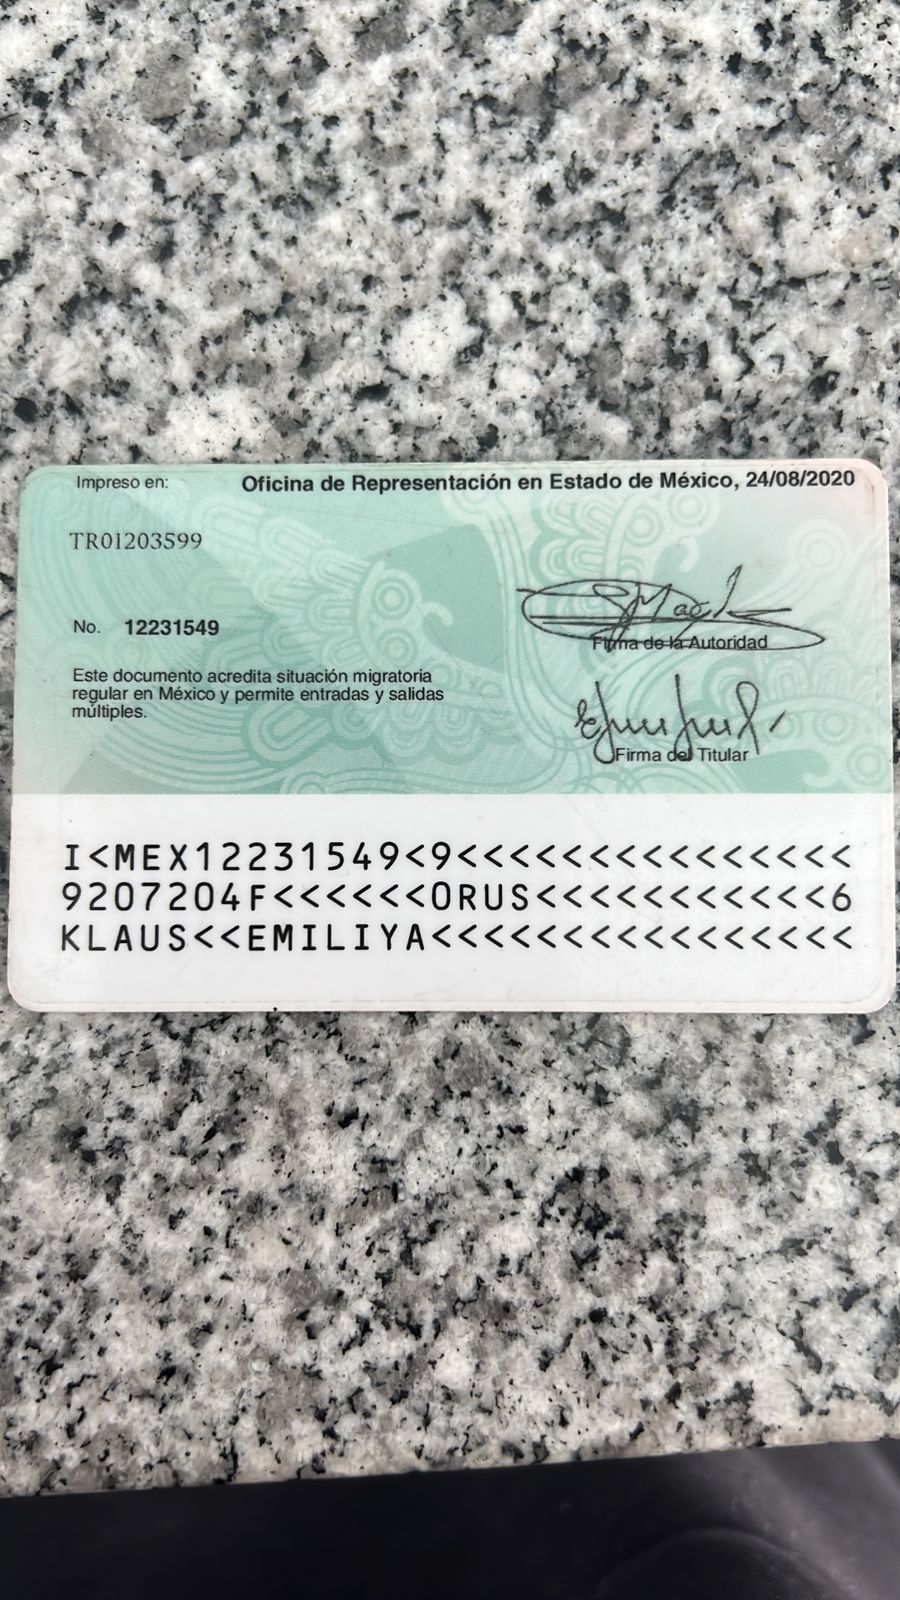 Impreso en: Oficina de Representación en Estado de México, 24/08/2020
TR01203599
No. 12231549
Este documento acredita situación migratoria
regular en México y permite entradas y salidas
múltiples.
Firma de la Autoridad
Firma del Titular
I<MEX12231549<9<<<<<<<<<<<<<<<
9207204F<<<<<<0RUS<<<<<<<<<<<6
KLAUS<<EMILIYA<<<<<<<<<<<<<<<<